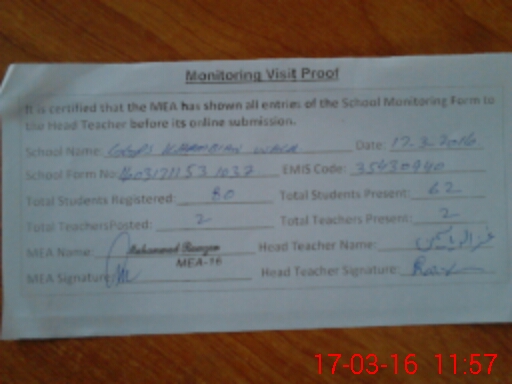 Monitoring Visit Proof
It is certified that the MEA has shown all entries of the School Monitoring Form to
the Head Teacher before its online submission.
School Name: Date: 17.3.2016
School Form No: EMIS Code: 35430940
Total Students Registered: 80 Total Students Present: 62
Total TeachersPosted: 2 Total Teachers Present: 2
MEA Name: Muhammad Head Teacher Name:
MEA-16
MEA Signature: Head Teacher Signature:
17-03-16 11:57